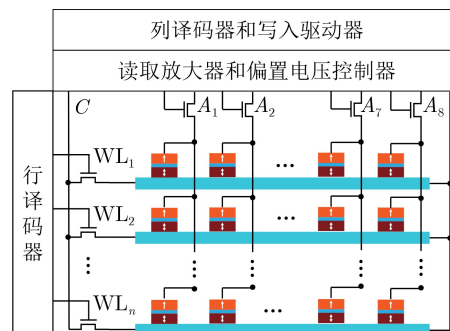 列译码器和写入驱动器
读取放大器和偏置电压控制器
C A₁ A₂ A₇ A₈
行译码器
WL₁
...
WL₂
...
⋮ ⋮ ⋮ ⋮ ⋮
WLₙ
...